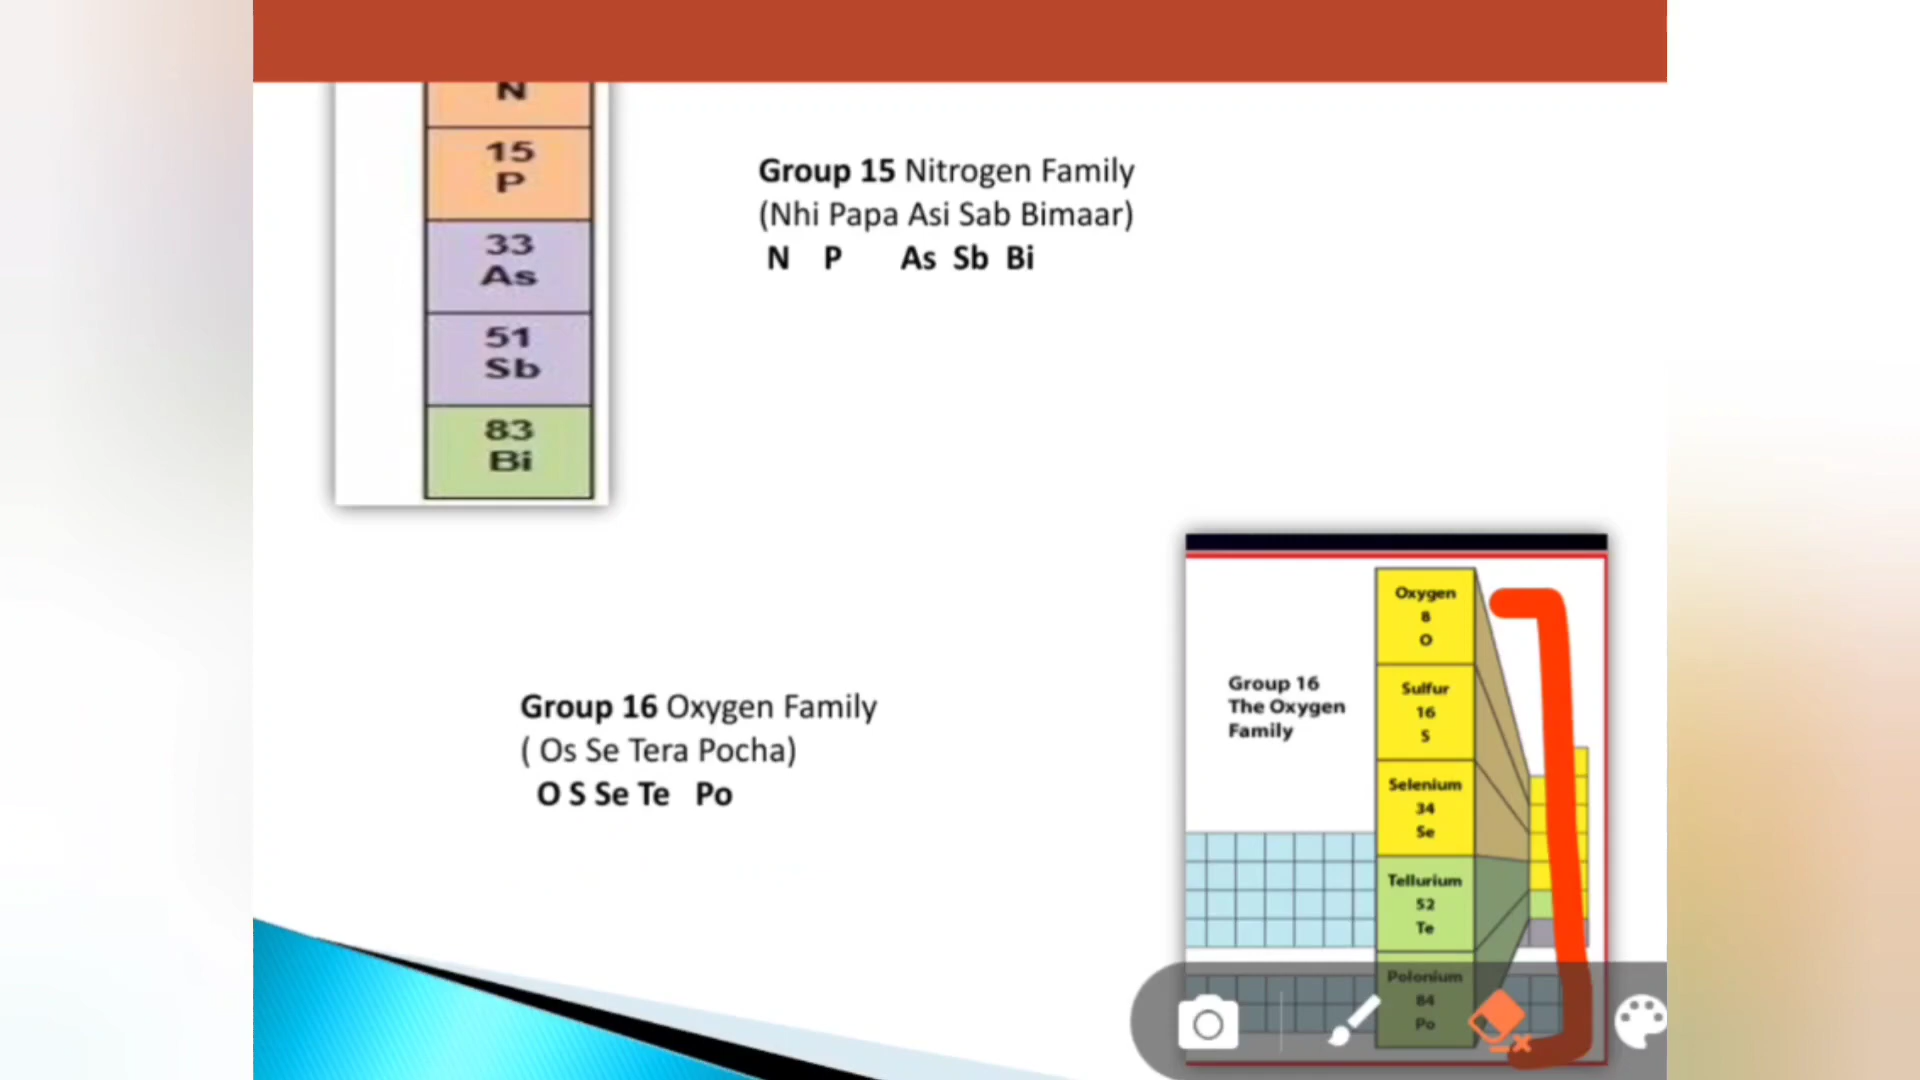 N
15
P
33
As
51
Sb
83
Bi
Group 15 Nitrogen Family
(Nhi Papa Asi Sab Bimaar)
N P As Sb Bi
Group 16 Oxygen Family
( Os Se Tera Pocha)
O S Se Te Po
Group 16
The Oxygen
Family
Oxygen
8
O
Sulfur
16
S
Selenium
34
Se
Tellurium
52
Te
Polonium
84
Po